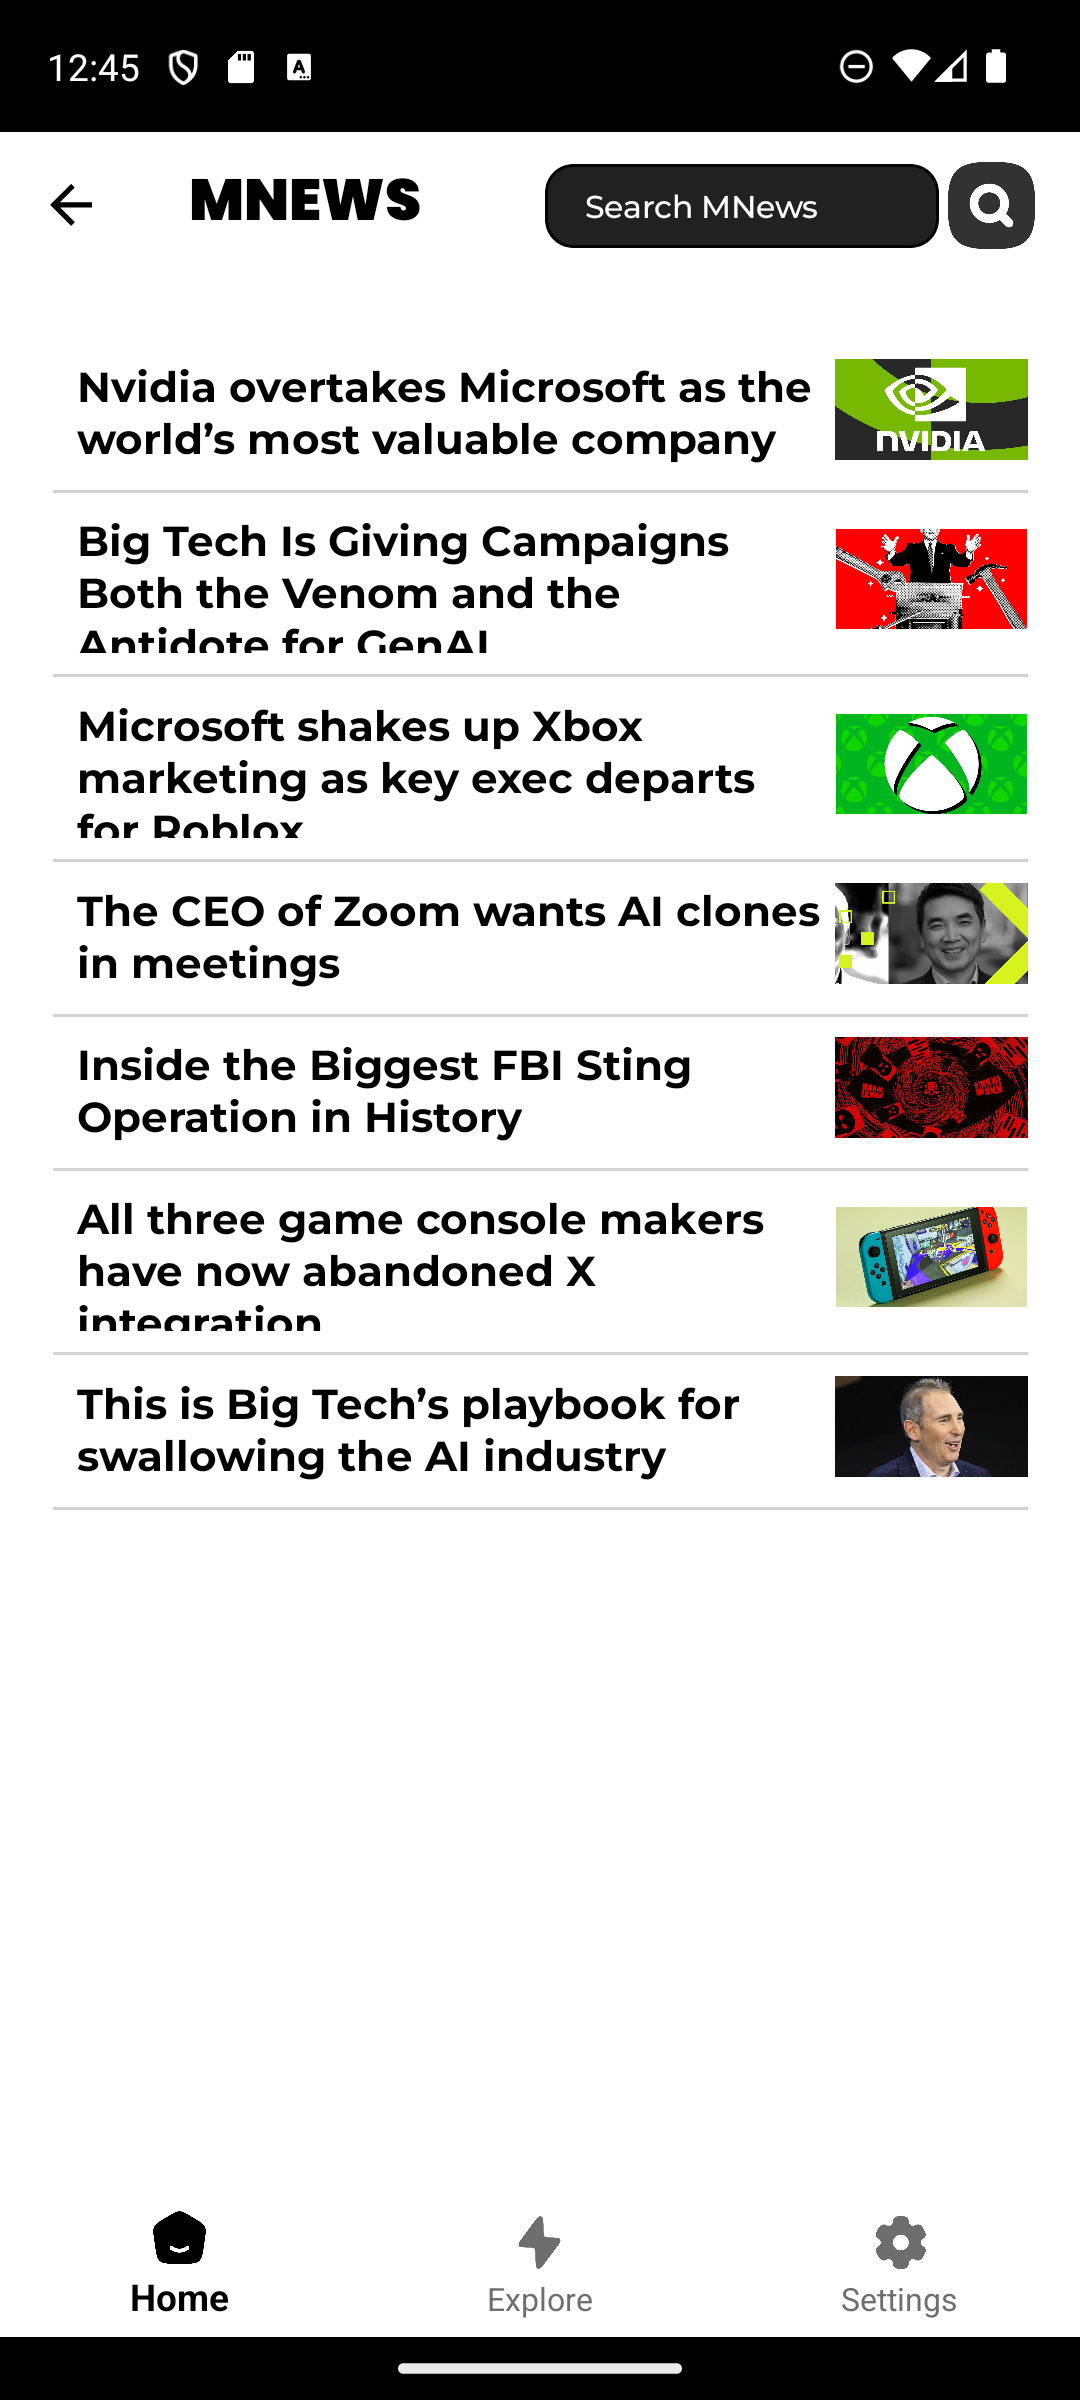 12:45
MNEWS
Search MNews
Nvidia overtakes Microsoft as the
world’s most valuable company
NVIDIA
Big Tech Is Giving Campaigns
Both the Venom and the
Antidote for GenAI
Microsoft shakes up Xbox
marketing as key exec departs
for Roblox
The CEO of Zoom wants AI clones
in meetings
Inside the Biggest FBI Sting
Operation in History
All three game console makers
have now abandoned X
integration
This is Big Tech’s playbook for
swallowing the AI industry
Home
Explore
Settings